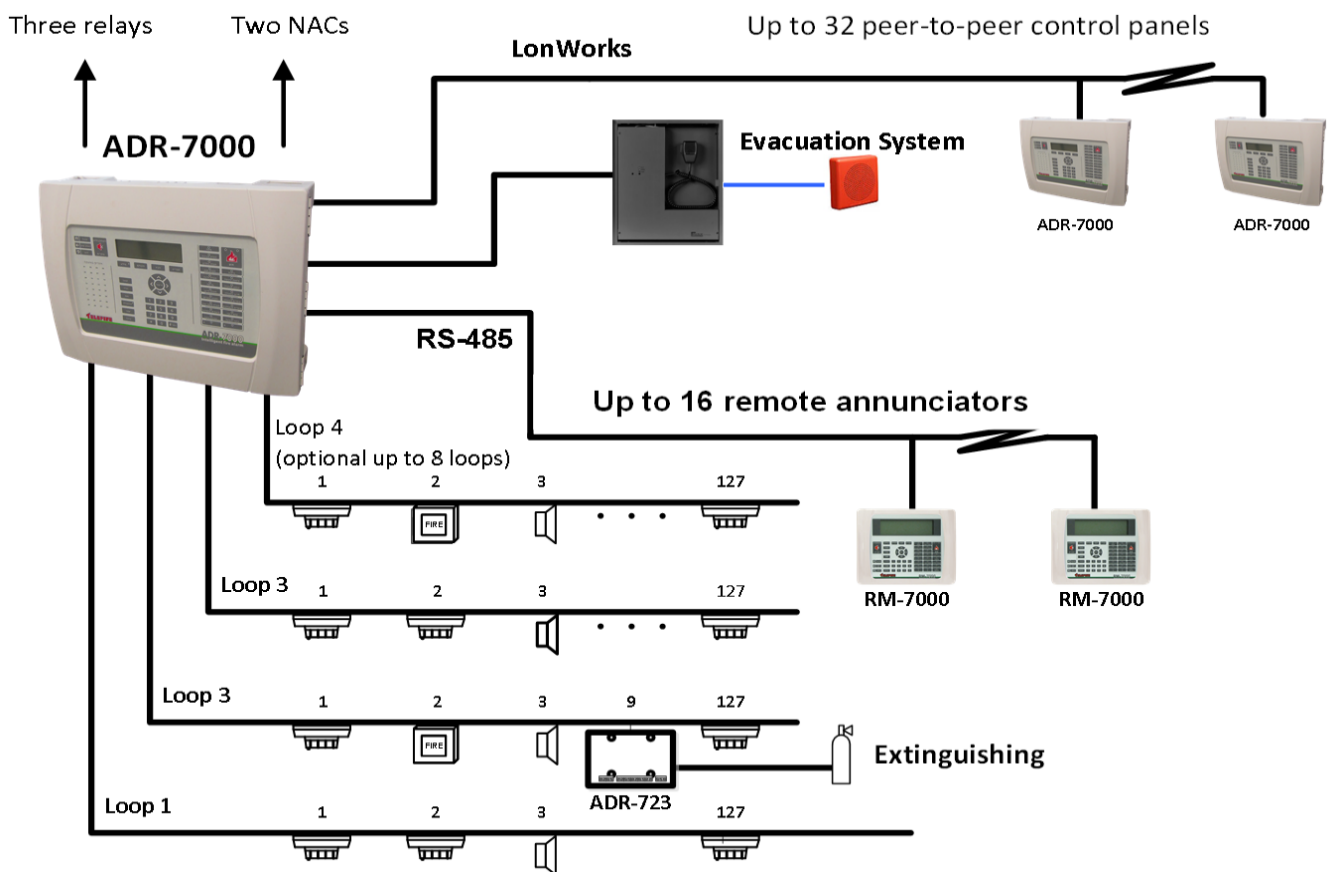 Three relays
Two NACs
LonWorks
Up to 32 peer-to-peer control panels
ADR-7000
Evacuation System
ADR-7000
ADR-7000
RS-485
Up to 16 remote annunciators
Loop 4
(optional up to 8 loops)
1 2 3 127
FIRE
RM-7000
RM-7000
Loop 3
1 2 3 127
Loop 3
1 2 3 9 127
FIRE
Extinguishing
ADR-723
Loop 1
1 2 3 127